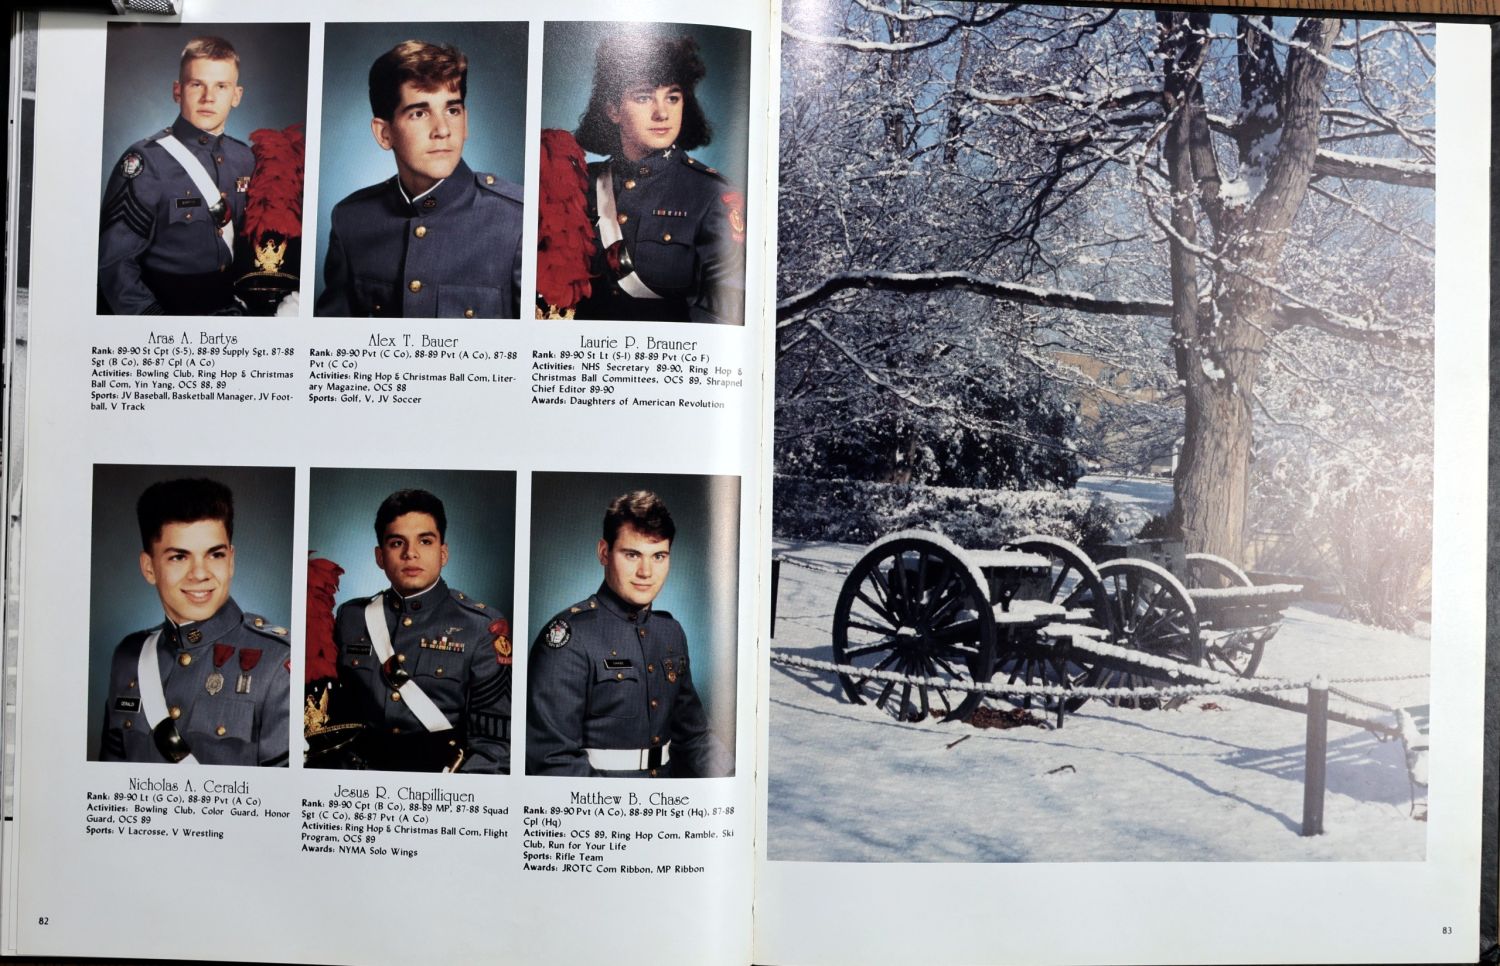 Aras A. Bartys
Rank: 89-90 St Cpt (S-5), 88-89 Supply Sgt, 87-88
Sgt (B Co), 86-87 Cpl (A Co)
Activities: Bowling Club, Ring Hop & Christmas
Ball Com, Yin Yang, OCS 88, 89
Sports: JV Baseball, Basketball Manager, JV Foot-
ball, V Track
Alex T. Bauer
Rank: 89-90 Pvt (C Co), 88-89 Pvt (A Co), 87-88
Pvt (C Co)
Activities: Ring Hop & Christmas Ball Com, Liter-
ary Magazine, OCS 88
Sports: Golf, V, JV Soccer
Laurie P. Brauner
Rank: 89-90 St Lt (S-1) 88-89 Pvt (Co F)
Activities: NHS Secretary 89-90, Ring Hop &
Christmas Ball Committees, OCS 89, Shrapnel
Chief Editor 89-90
Awards: Daughters of American Revolution
CERALDI
CHASE
Nicholas A. Ceraldi
Rank: 89-90 Lt (G Co), 88-89 Pvt (A Co)
Activities: Bowling Club, Color Guard, Honor
Guard, OCS 89
Sports: V Lacrosse, V Wrestling
Jesus R. Chapilliquen
Rank: 89-90 Cpt (B Co), 88-89 MP, 87-88 Squad
Sgt (C Co), 86-87 Pvt (A Co)
Activities: Ring Hop & Christmas Ball Com, Flight
Program, OCS 89
Awards: NYMA Solo Wings
Matthew B. Chase
Rank: 89-90 Pvt (A Co), 88-89 Plt Sgt (Hq), 87-88
Cpl (Hq)
Activities: OCS 89, Ring Hop Com, Ramble, Ski
Club, Run for Your Life
Sports: Rifle Team
Awards: JROTC Com Ribbon, MP Ribbon
82
83